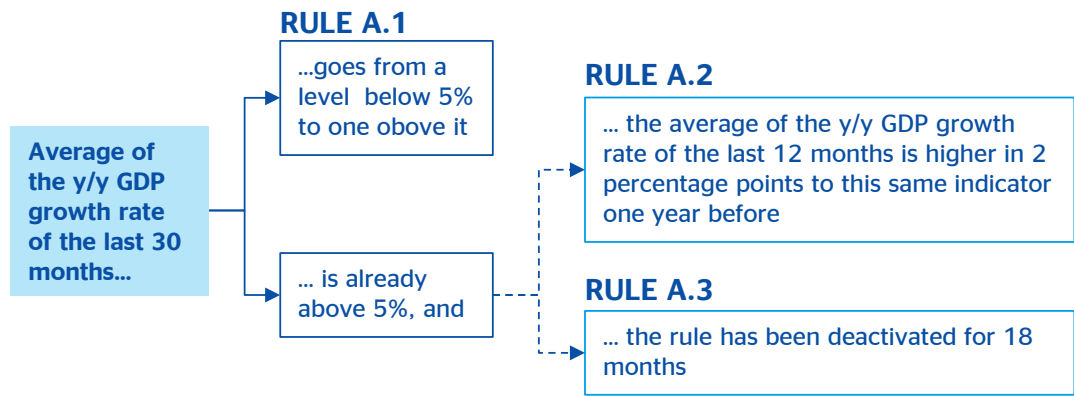 RULE A.1
...goes from a
level below 5%
to one obove it
Average of
the y/y GDP
growth rate
of the last 30
months...
... is already
above 5%, and
RULE A.2
... the average of the y/y GDP growth
rate of the last 12 months is higher in 2
percentage points to this same indicator
one year before
RULE A.3
... the rule has been deactivated for 18
months